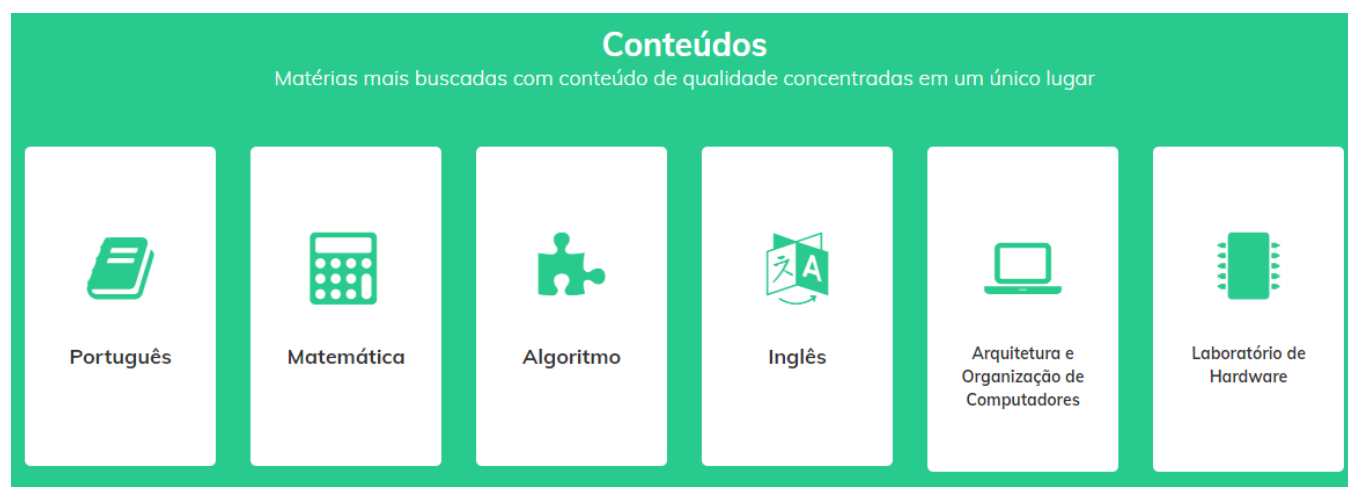 Conteúdos
Matérias mais buscadas com conteúdo de qualidade concentradas em um único lugar
A
Português
Matemática
Algoritmo
Inglês
Arquitetura e
Organização de
Computadores
Laboratório de
Hardware